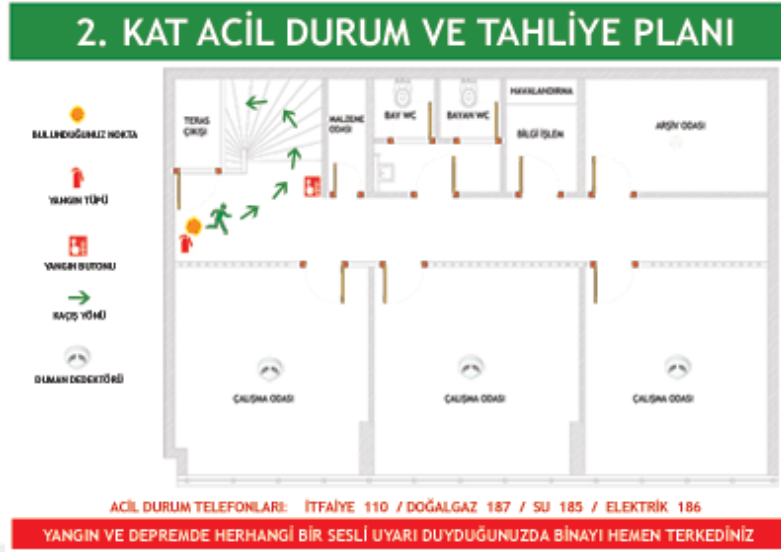 2. KAT ACİL DURUM VE TAHLİYE PLANI
BULUNDUĞUNUZ NOKTA
YANGIN TÜPÜ
YANGIN BUTONU
KAÇIŞ YÖNÜ
DUMAN DEDEKTÖRÜ
TERAS
ÇIKIŞI
MALZEME
ODASI
BAY WC
BAYAN WC
HAVALANDIRMA
BİLGİ İŞLEM
ARŞİV ODASI
ÇALIŞMA ODASI
ÇALIŞMA ODASI
ÇALIŞMA ODASI
ACİL DURUM TELEFONLARI: İTFAİYE 110 / DOĞALGAZ 187 / SU 185 / ELEKTRİK 186
YANGIN VE DEPREMDE HERHANGİ BİR SESLİ UYARI DUYDUĞUNUZDA BİNAYI HEMEN TERKEDİNİZ